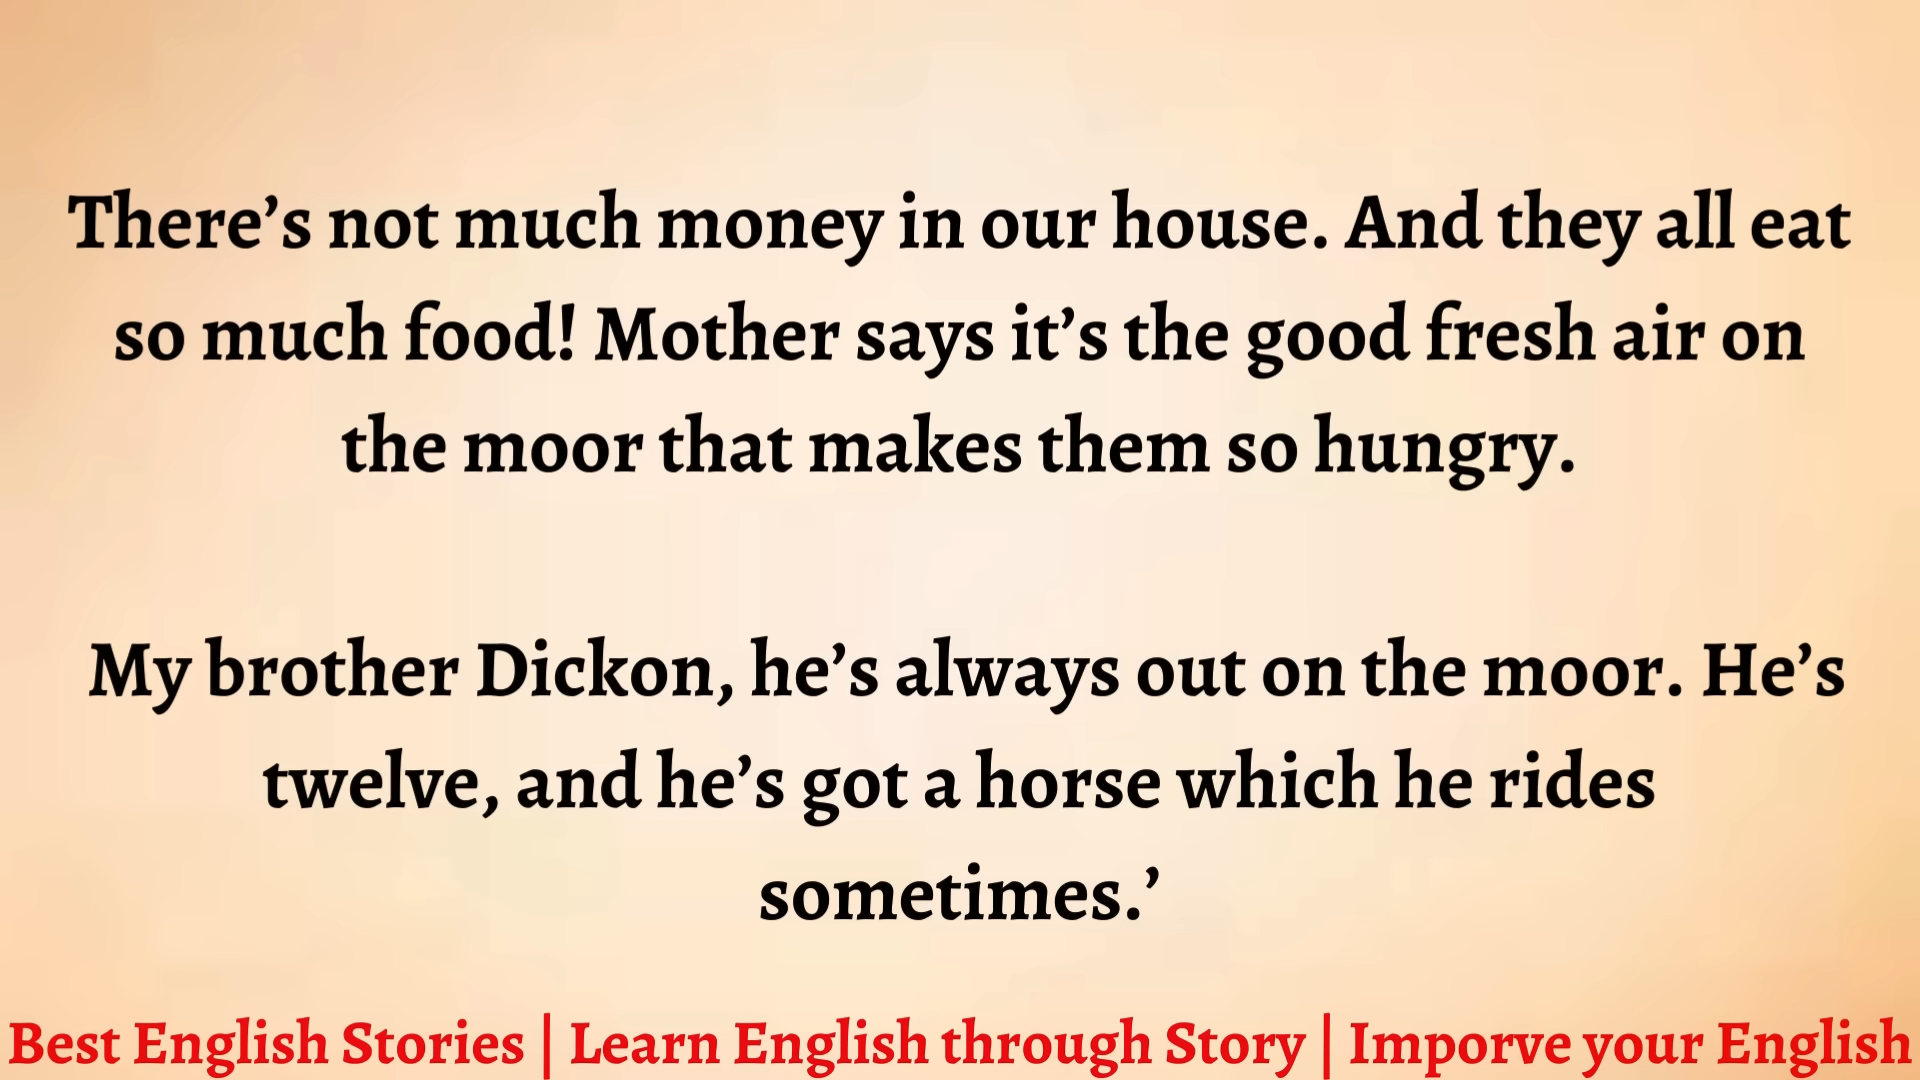 There’s not much money in our house. And they all eat
so much food! Mother says it’s the good fresh air on
the moor that makes them so hungry.
My brother Dickon, he’s always out on the moor. He’s
twelve, and he’s got a horse which he rides
sometimes.’
Best English Stories | Learn English through Story | Imporve your English